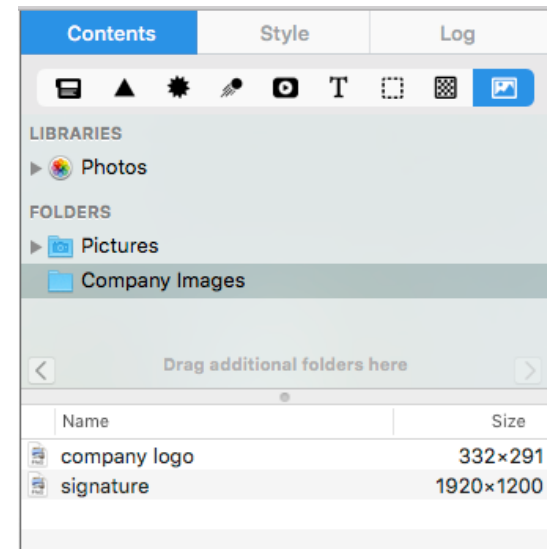 Contents Style Log
T
LIBRARIES
Photos
FOLDERS
Pictures
Company Images
Drag additional folders here
Name Size
company logo 332×291
signature 1920×1200